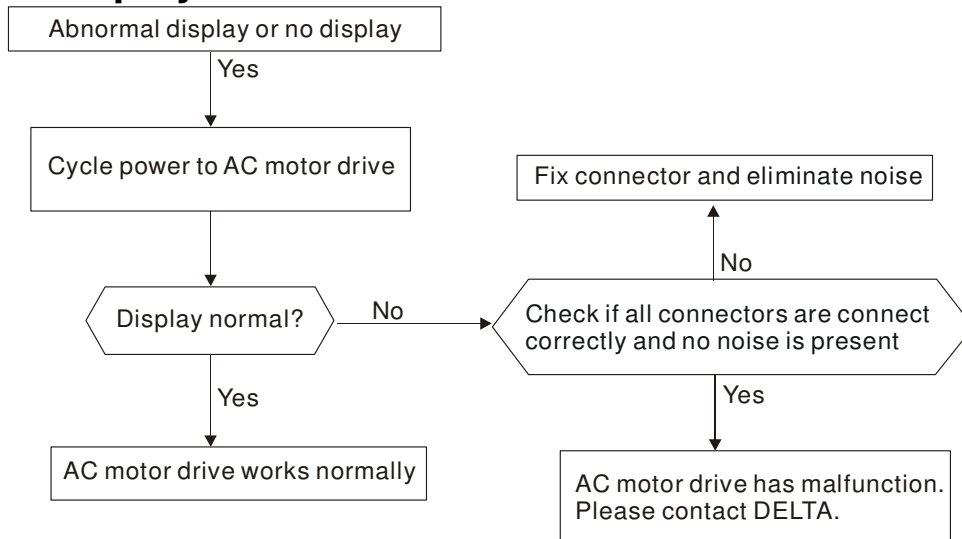 Abnormal display or no display
Yes
Cycle power to AC motor drive
Fix connector and eliminate noise
No
Display normal?
No
Check if all connectors are connect
correctly and no noise is present
Yes
Yes
AC motor drive works normally
AC motor drive has malfunction.
Please contact DELTA.